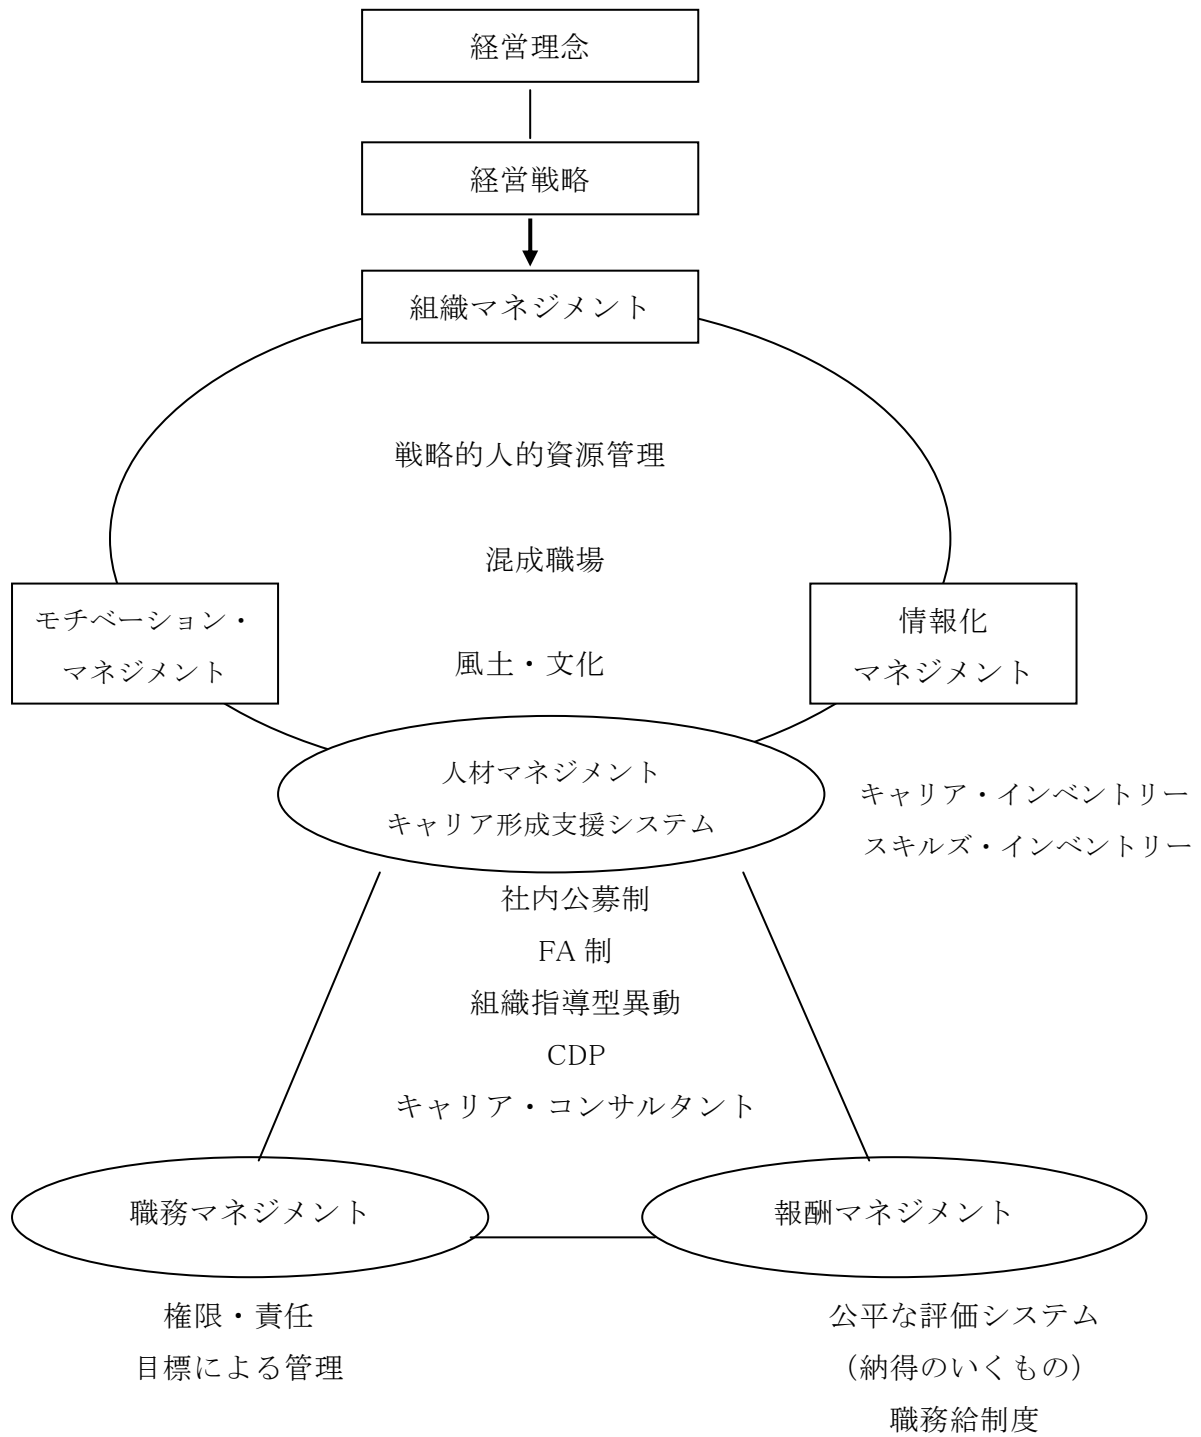 経営理念
経営戦略
組織マネジメント
戦略的人的資源管理
混成職場
モチベーション・
マネジメント
情報化
マネジメント
風土・文化
人材マネジメント
キャリア形成支援システム
キャリア・インベントリー
スキルズ・インベントリー
社内公募制
FA 制
組織指導型異動
CDP
キャリア・コンサルタント
職務マネジメント
報酬マネジメント
権限・責任
目標による管理
公平な評価システム
（納得のいくもの）
職務給制度